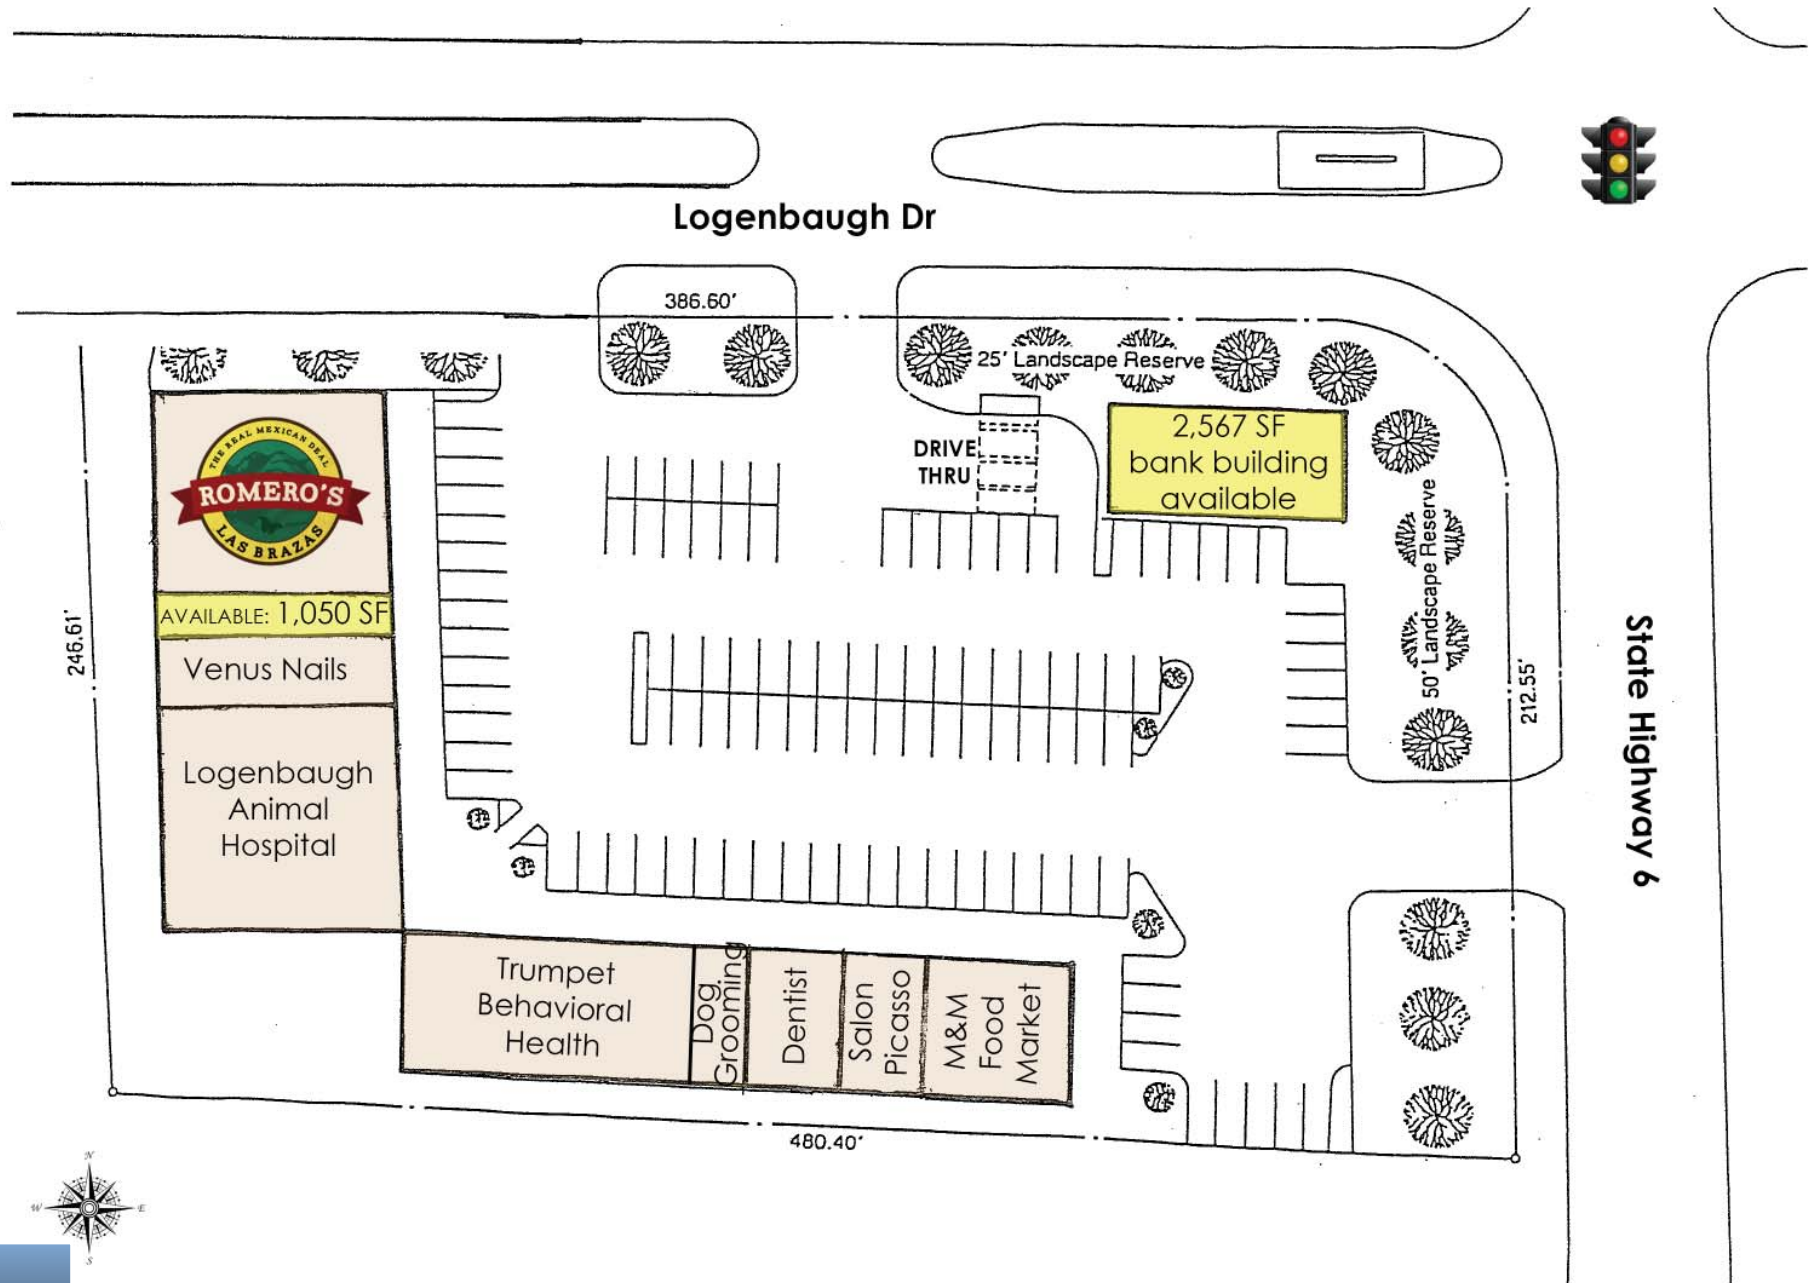 Logenbaugh Dr
386.60'
25' Landscape Reserve
DRIVE
THRU
2,567 SF
bank building
available
THE REAL MEXICAN DEAL
ROMERO'S
LAS BRAZAS
AVAILABLE: 1,050 SF
Venus Nails
Logenbaugh
Animal
Hospital
246.61'
50' Landscape Reserve
212.55'
State Highway 6
Trumpet
Behavioral
Health
Dog
Grooming
Dentist
Salon
Picasso
M&M
Food
Market
480.40'
N
W
E
S